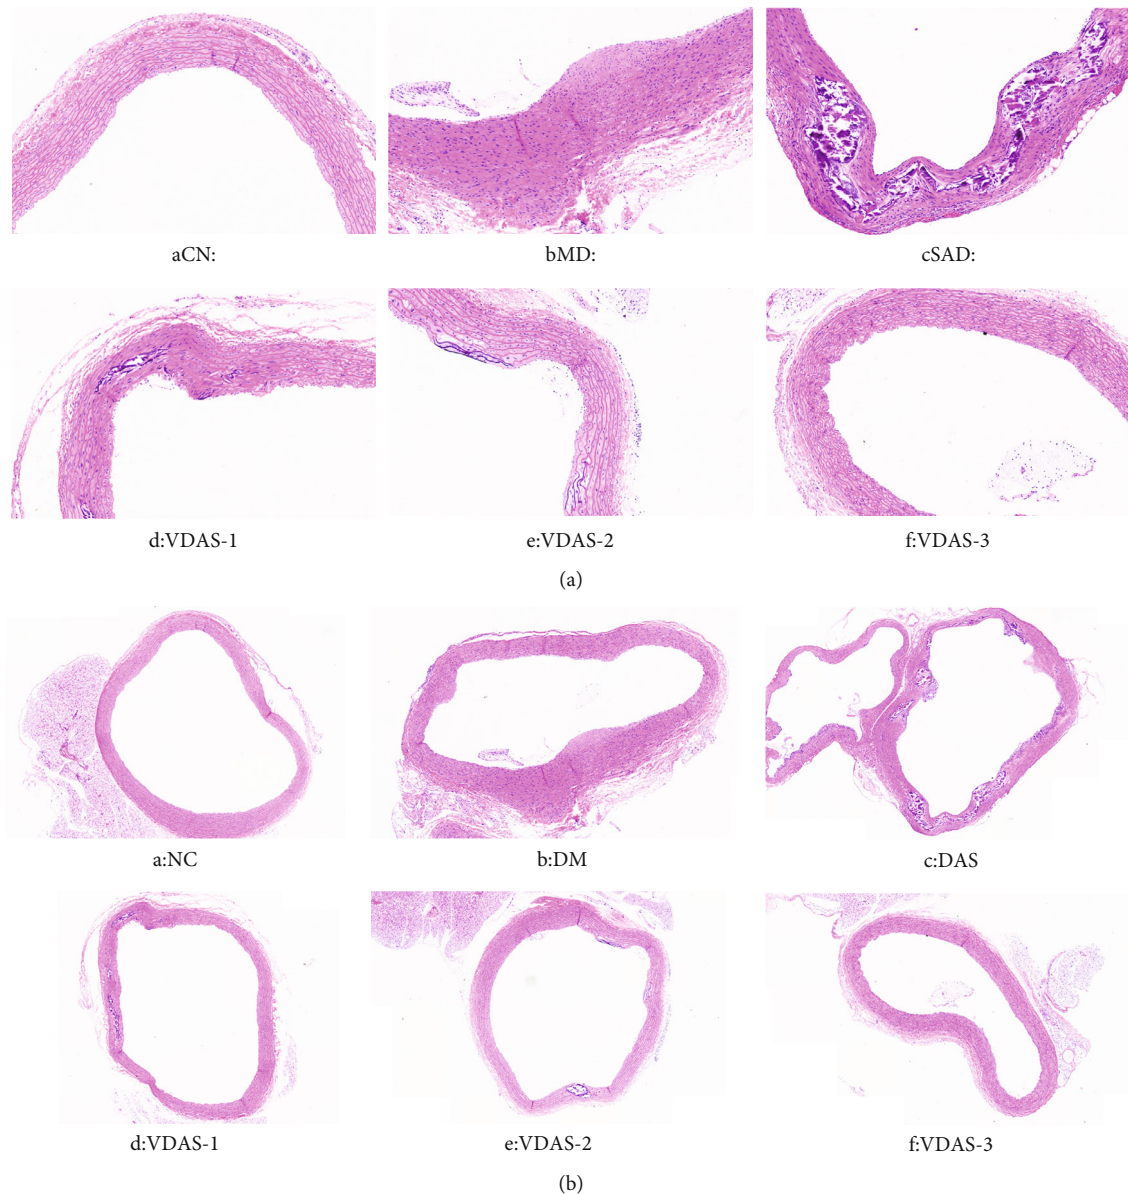 aCN:
bMD:
cSAD:
d:VDAS-1
e:VDAS-2
f:VDAS-3
(a)
a:NC
b:DM
c:DAS
d:VDAS-1
e:VDAS-2
f:VDAS-3
(b)